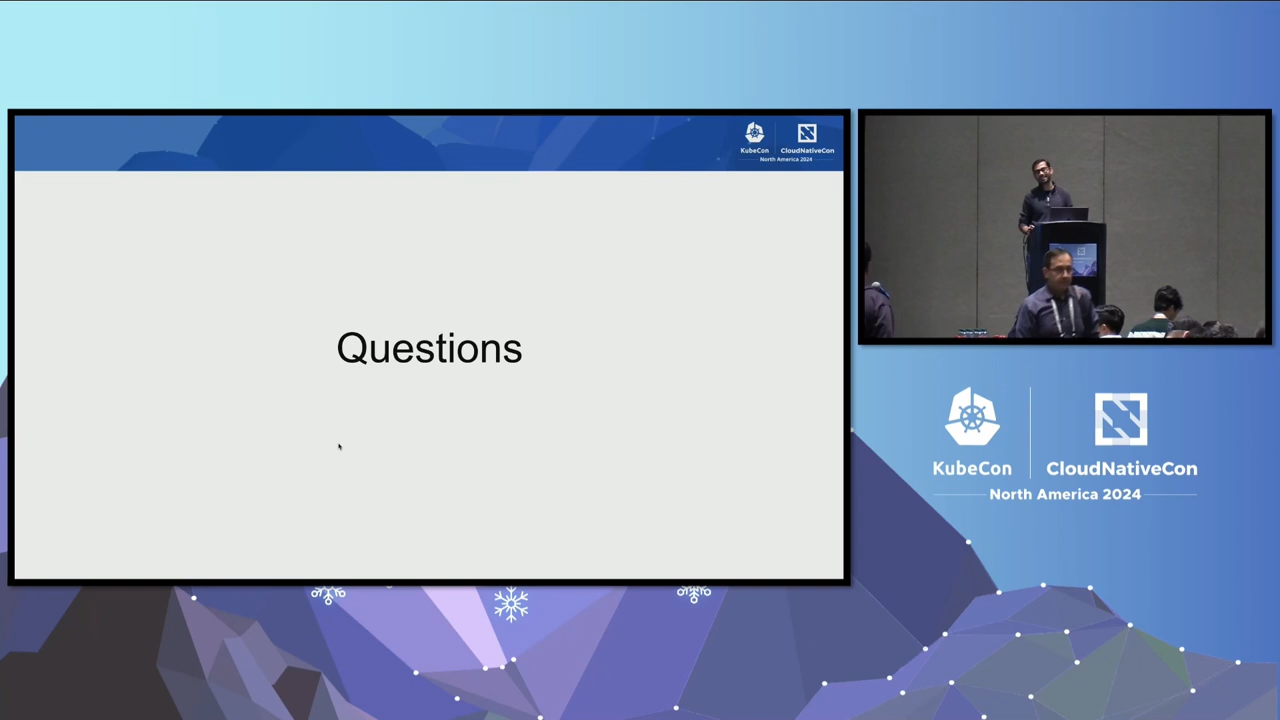 KubeCon
CloudNativeCon
North America 2024
Questions
KubeCon
CloudNativeCon
North America 2024